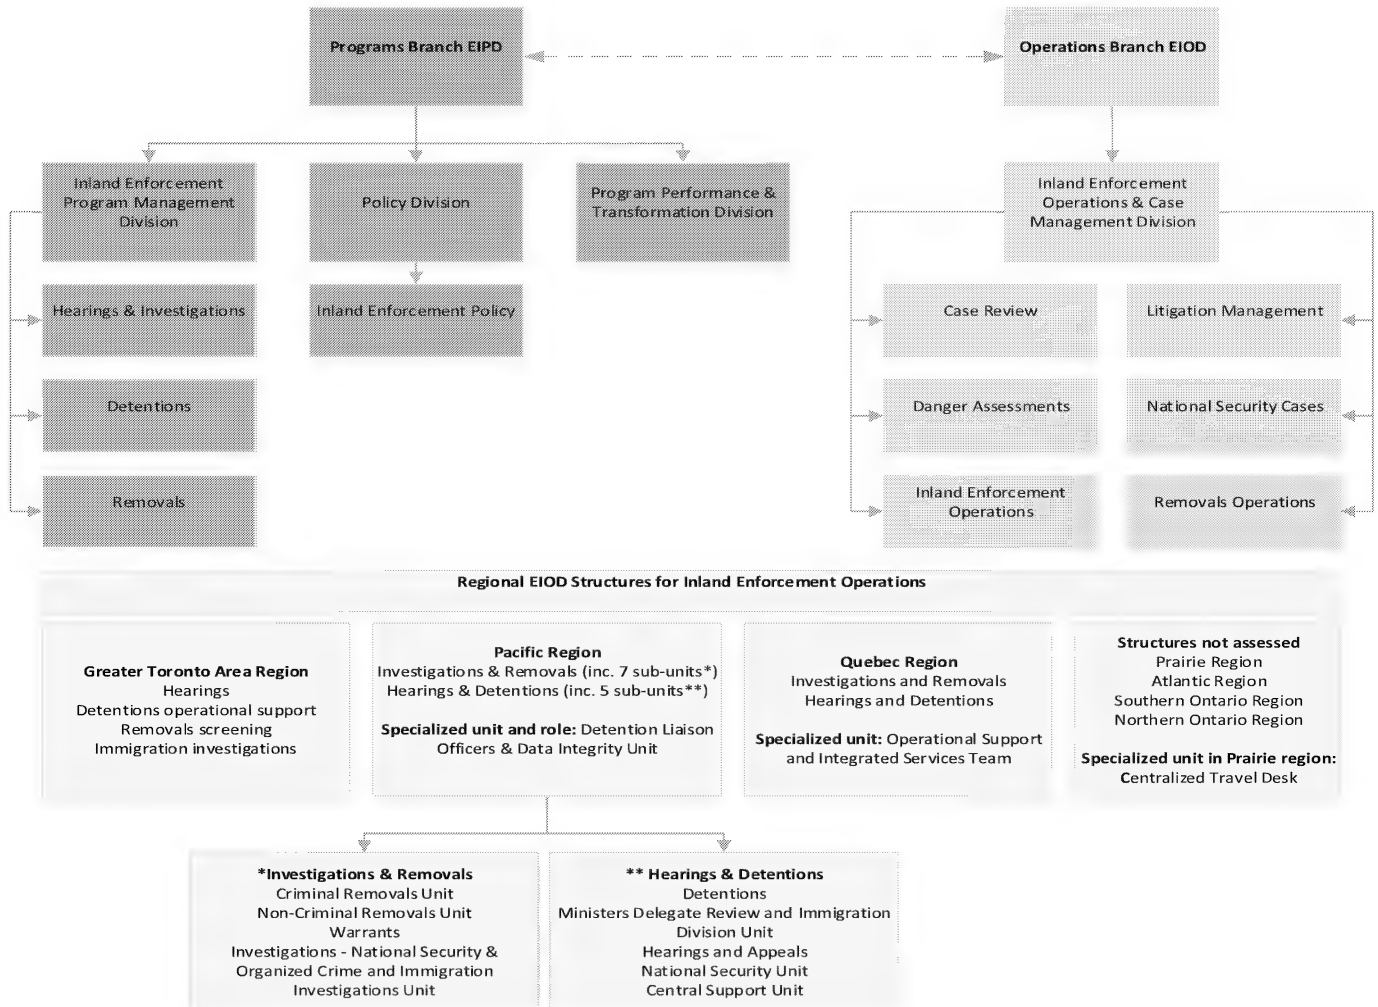 Programs Branch EIPD
Operations Branch EIOD
Inland Enforcement
Program Management
Division
Policy Division
Program Performance &
Transformation Division
Inland Enforcement
Operations & Case
Management Division
Hearings & Investigations
Inland Enforcement Policy
Case Review
Litigation Management
Detentions
Danger Assessments
National Security Cases
Removals
Inland Enforcement
Operations
Removals Operations
Regional EIOD Structures for Inland Enforcement Operations
Greater Toronto Area Region
Hearings
Detentions operational support
Removals screening
Immigration investigations
Pacific Region
Investigations & Removals (inc. 7 sub-units*)
Hearings & Detentions (inc. 5 sub-units**)
Specialized unit and role: Detention Liaison
Officers & Data Integrity Unit
Quebec Region
Investigations and Removals
Hearings and Detentions
Specialized unit: Operational Support
and Integrated Services Team
Structures not assessed
Prairie Region
Atlantic Region
Southern Ontario Region
Northern Ontario Region
Specialized unit in Prairie region:
Centralized Travel Desk
*Investigations & Removals
Criminal Removals Unit
Non-Criminal Removals Unit
Warrants
Investigations - National Security &
Organized Crime and Immigration
Investigations Unit
** Hearings & Detentions
Detentions
Ministers Delegate Review and Immigration
Division Unit
Hearings and Appeals
National Security Unit
Central Support Unit